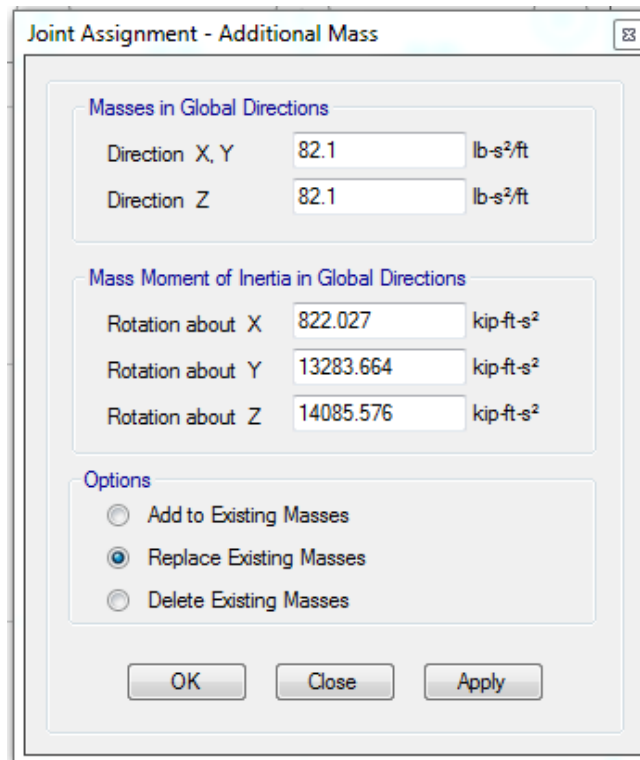 Joint Assignment - Additional Mass
Masses in Global Directions
Direction X, Y 82.1 lb-s²/ft
Direction Z 82.1 lb-s²/ft
Mass Moment of Inertia in Global Directions
Rotation about X 822.027 kip-ft-s²
Rotation about Y 13283.664 kip-ft-s²
Rotation about Z 14085.576 kip-ft-s²
Options
Add to Existing Masses
Replace Existing Masses
Delete Existing Masses
OK Close Apply